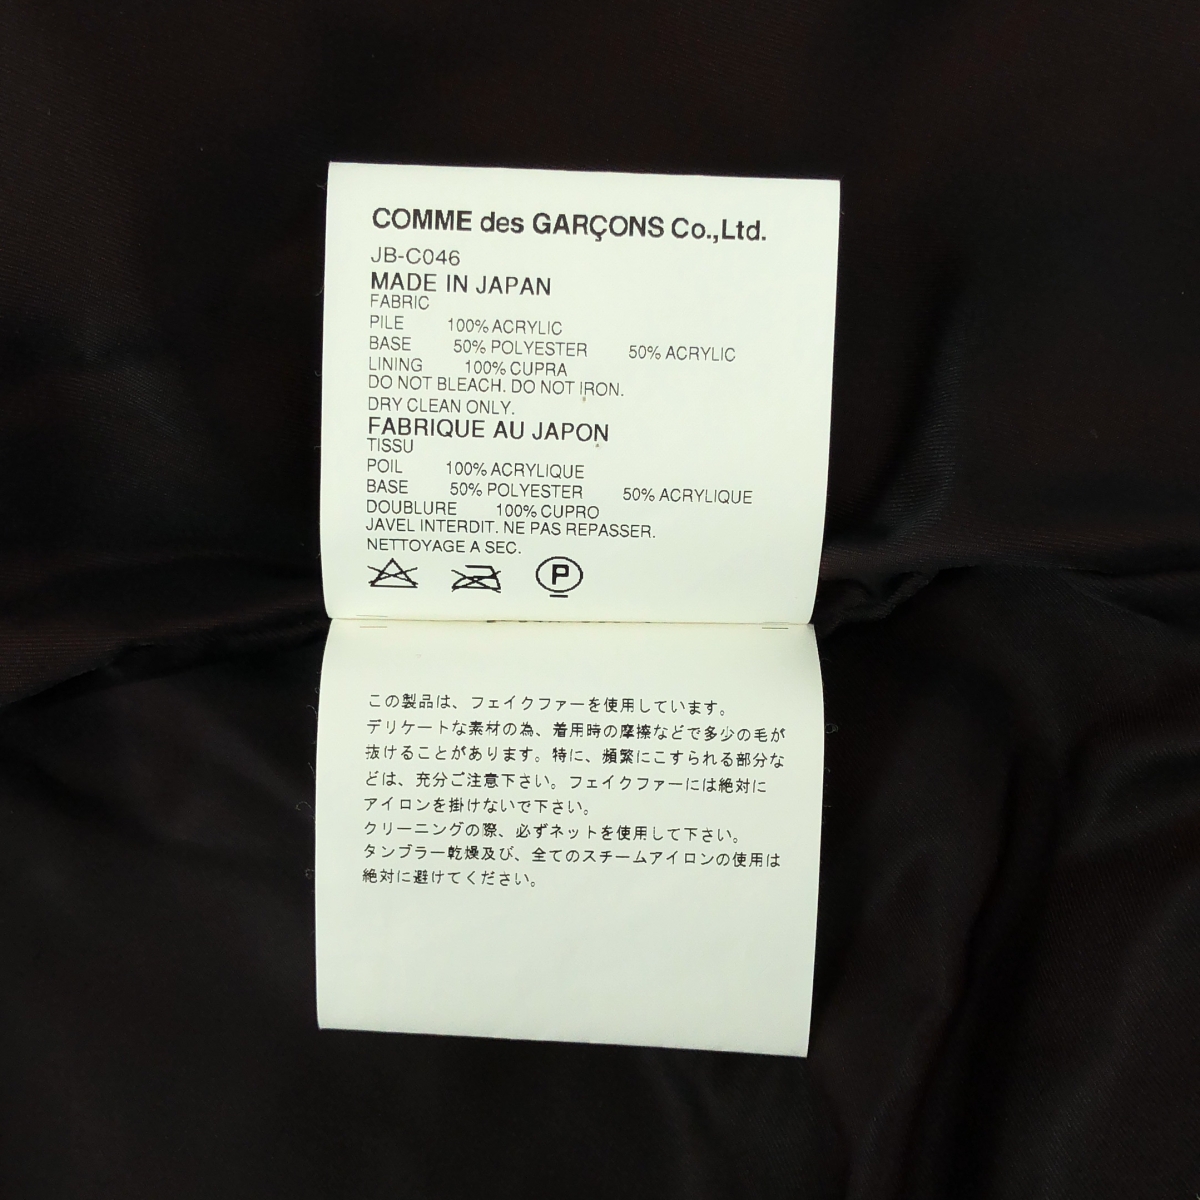 COMME des GARÇONS Co.,Ltd.
JB-C046
MADE IN JAPAN
FABRIC
PILE 100% ACRYLIC
BASE 50% POLYESTER 50% ACRYLIC
LINING 100% CUPRA
DO NOT BLEACH. DO NOT IRON.
DRY CLEAN ONLY.
FABRIQUE AU JAPON
TISSU
POIL 100% ACRYLIQUE
BASE 50% POLYESTER 50% ACRYLIQUE
DOUBLURE 100% CUPRO
JAVEL INTERDIT. NE PAS REPASSER.
NETTOYAGE A SEC.
P
この製品は、フェイクファーを使用しています。
デリケートな素材の為、着用時の摩擦などで多少の毛が
抜けることがあります。特に、頻繁にこすられる部分な
どは、充分ご注意下さい。フェイクファーには絶対に
アイロンを掛けないで下さい。
クリーニングの際、必ずネットを使用して下さい。
タンブラー乾燥及び、全てのスチームアイロンの使用は
絶対に避けてください。